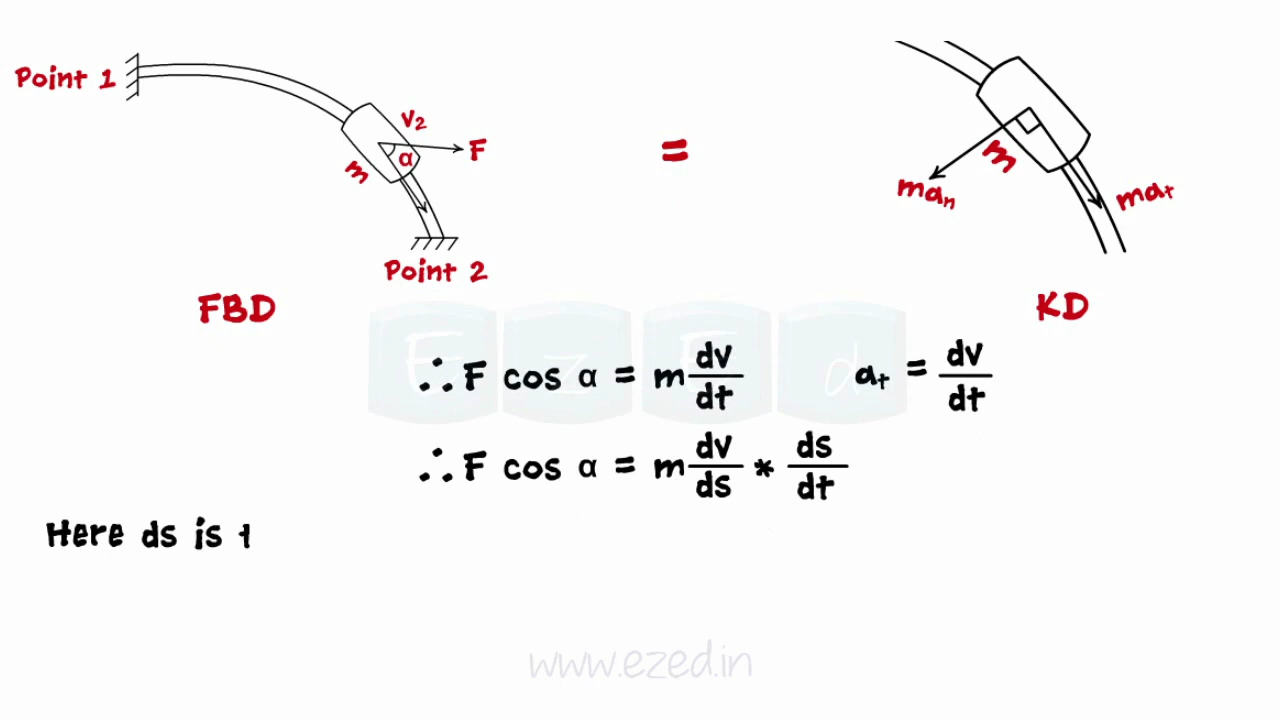 Point 1
v₂
F
α
m
Point 2
=
m
maₙ
maₜ
FBD
KD
EzEd
∴ F cos α = m dv/dt
aₜ = dv/dt
∴ F cos α = m dv/ds * ds/dt
Here ds is t
www.ezed.in